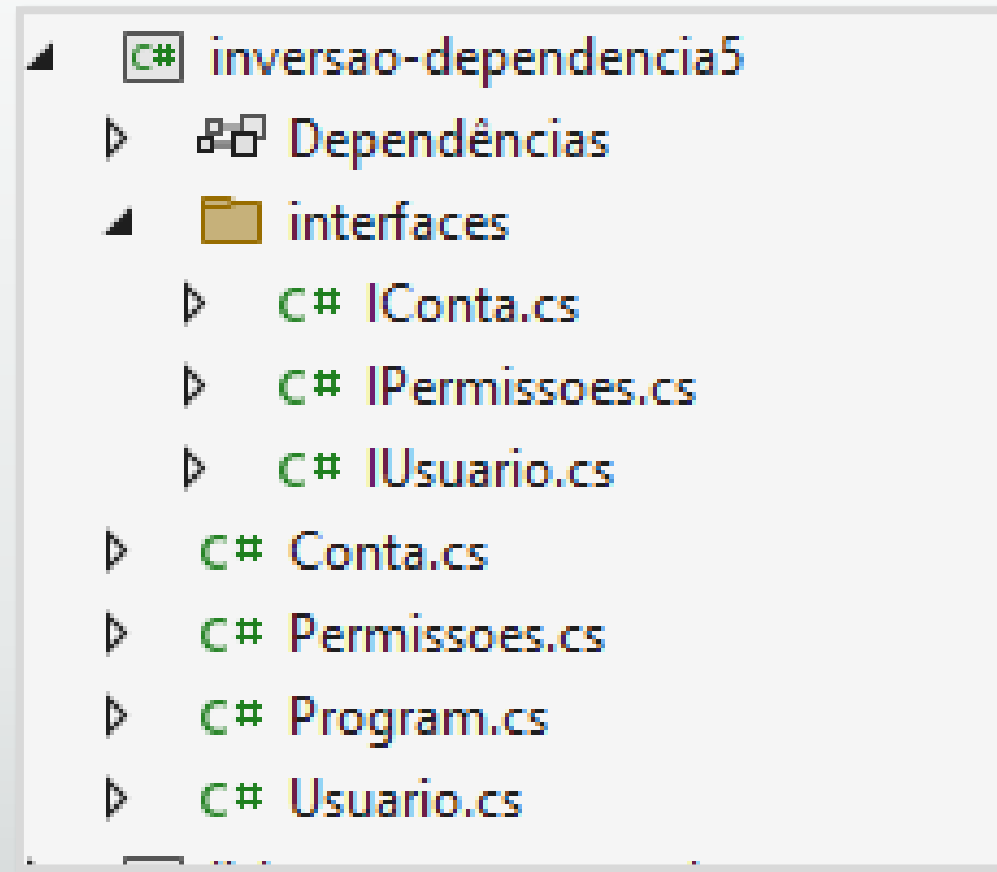 C# inversao-dependencia5
Dependências
interfaces
C# IConta.cs
C# IPermissoes.cs
C# IUsuario.cs
C# Conta.cs
C# Permissoes.cs
C# Program.cs
C# Usuario.cs